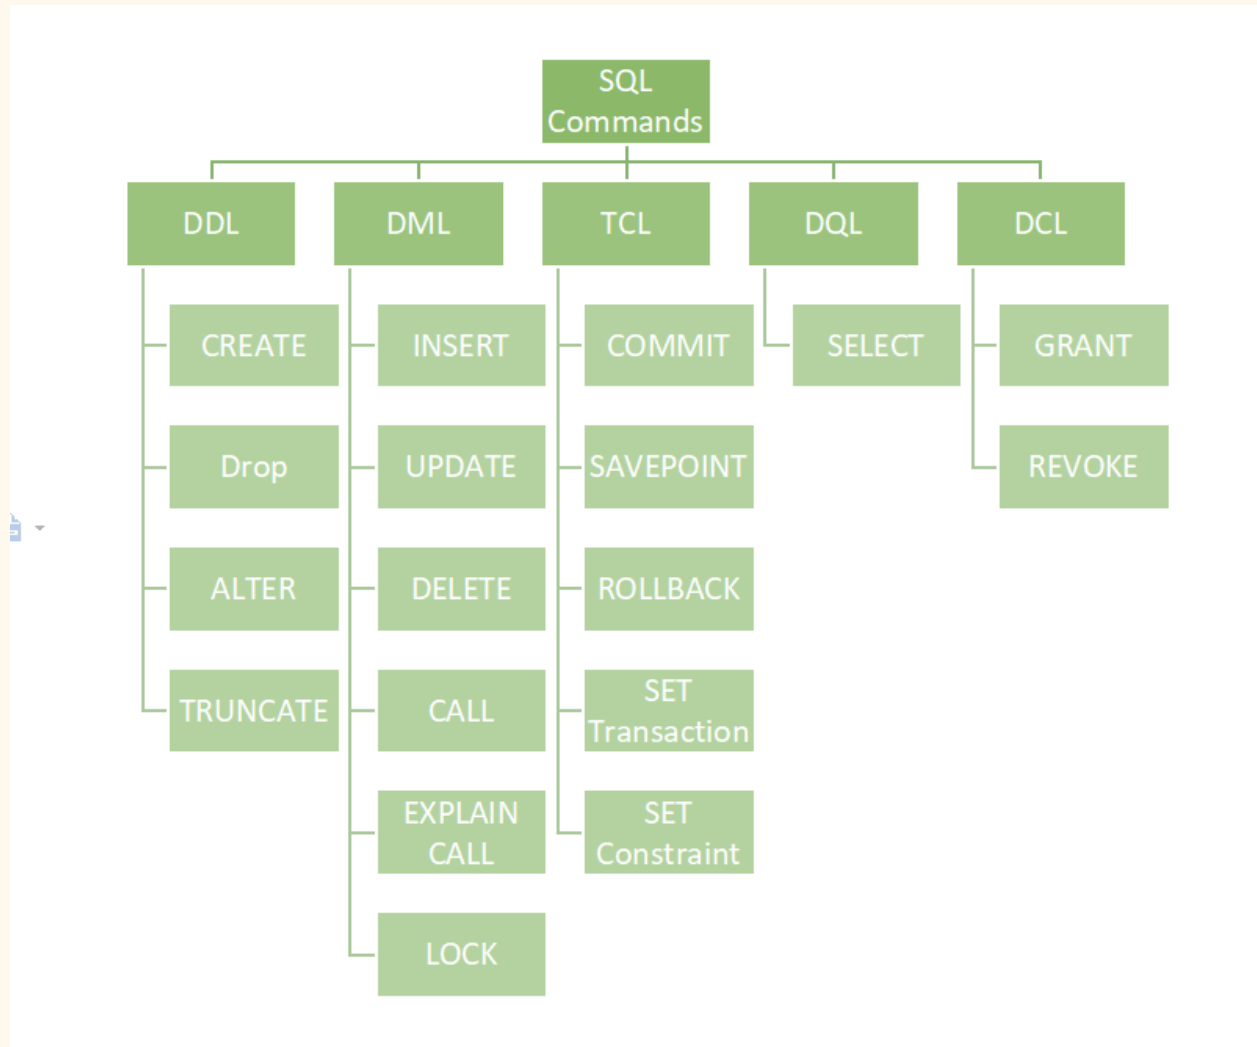 SQL
Commands
DDL
DML
TCL
DQL
DCL
CREATE
INSERT
COMMIT
SELECT
GRANT
Drop
UPDATE
SAVEPOINT
REVOKE
ALTER
DELETE
ROLLBACK
TRUNCATE
CALL
SET
Transaction
EXPLAIN
CALL
SET
Constraint
LOCK